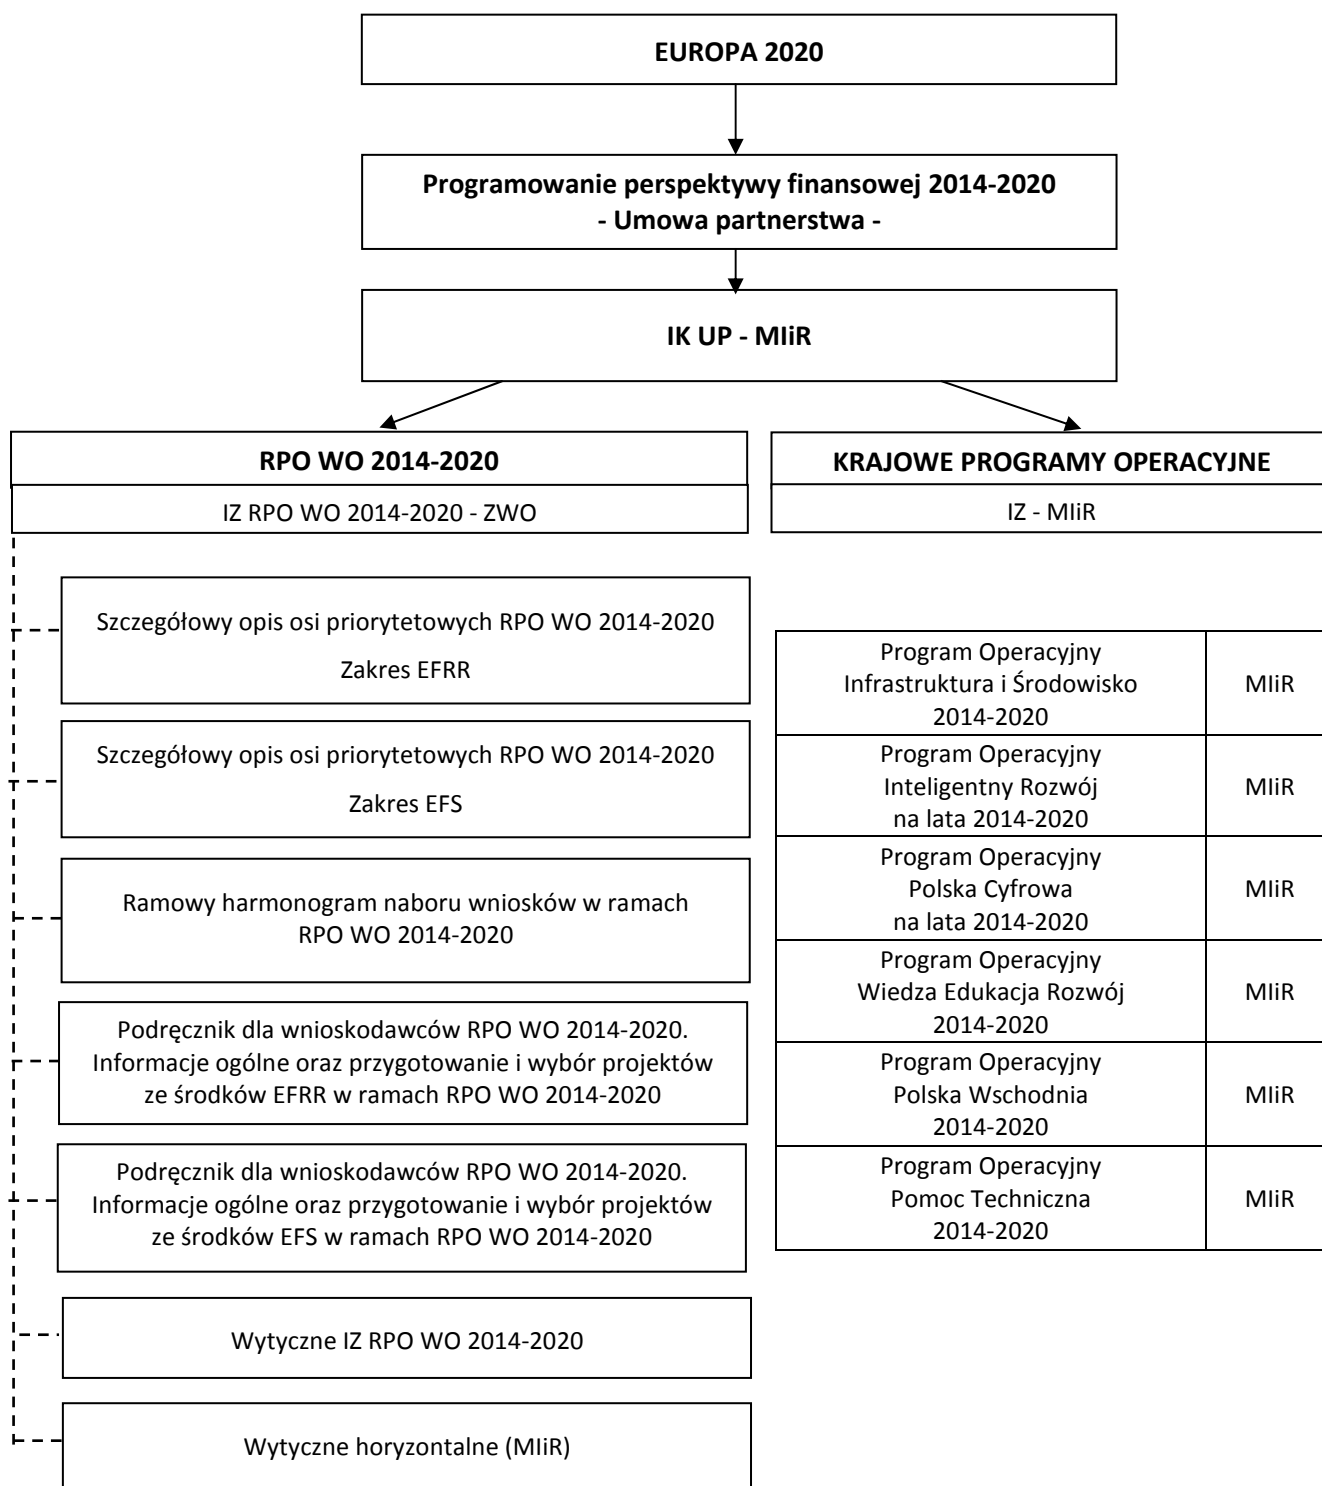 EUROPA 2020
Programowanie perspektywy finansowej 2014-2020
- Umowa partnerstwa -
IK UP - MIiR
RPO WO 2014-2020
IZ RPO WO 2014-2020 - ZWO
Szczegółowy opis osi priorytetowych RPO WO 2014-2020
Zakres EFRR
Szczegółowy opis osi priorytetowych RPO WO 2014-2020
Zakres EFS
Ramowy harmonogram naboru wniosków w ramach
RPO WO 2014-2020
Podręcznik dla wnioskodawców RPO WO 2014-2020.
Informacje ogólne oraz przygotowanie i wybór projektów
ze środków EFRR w ramach RPO WO 2014-2020
Podręcznik dla wnioskodawców RPO WO 2014-2020.
Informacje ogólne oraz przygotowanie i wybór projektów
ze środków EFS w ramach RPO WO 2014-2020
Wytyczne IZ RPO WO 2014-2020
Wytyczne horyzontalne (MIiR)
KRAJOWE PROGRAMY OPERACYJNE
IZ - MIiR
Program Operacyjny
Infrastruktura i Środowisko
2014-2020
MIiR
Program Operacyjny
Inteligentny Rozwój
na lata 2014-2020
MIiR
Program Operacyjny
Polska Cyfrowa
na lata 2014-2020
MIiR
Program Operacyjny
Wiedza Edukacja Rozwój
2014-2020
MIiR
Program Operacyjny
Polska Wschodnia
2014-2020
MIiR
Program Operacyjny
Pomoc Techniczna
2014-2020
MIiR